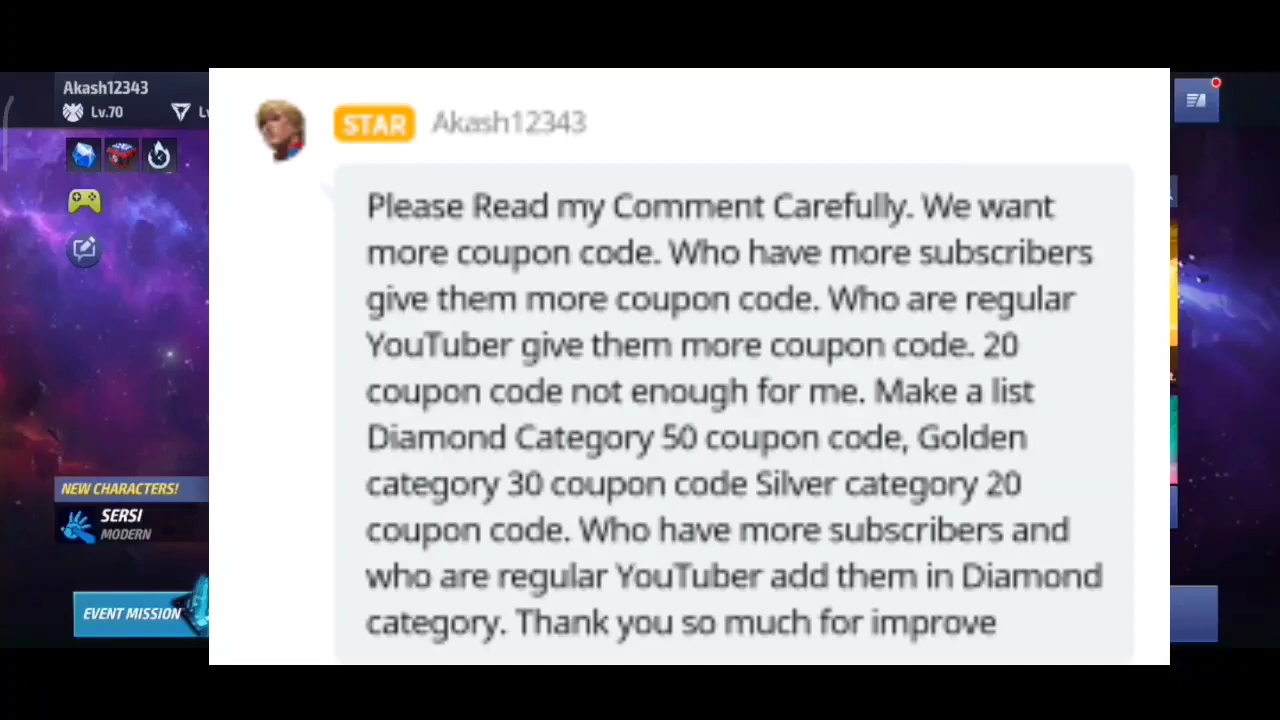 Akash12343
Lv.70
Lv
NEW CHARACTERS!
SERSI
MODERN
EVENT MISSION
STAR Akash12343
Please Read my Comment Carefully. We want
more coupon code. Who have more subscribers
give them more coupon code. Who are regular
YouTuber give them more coupon code. 20
coupon code not enough for me. Make a list
Diamond Category 50 coupon code, Golden
category 30 coupon code Silver category 20
coupon code. Who have more subscribers and
who are regular YouTuber add them in Diamond
category. Thank you so much for improve